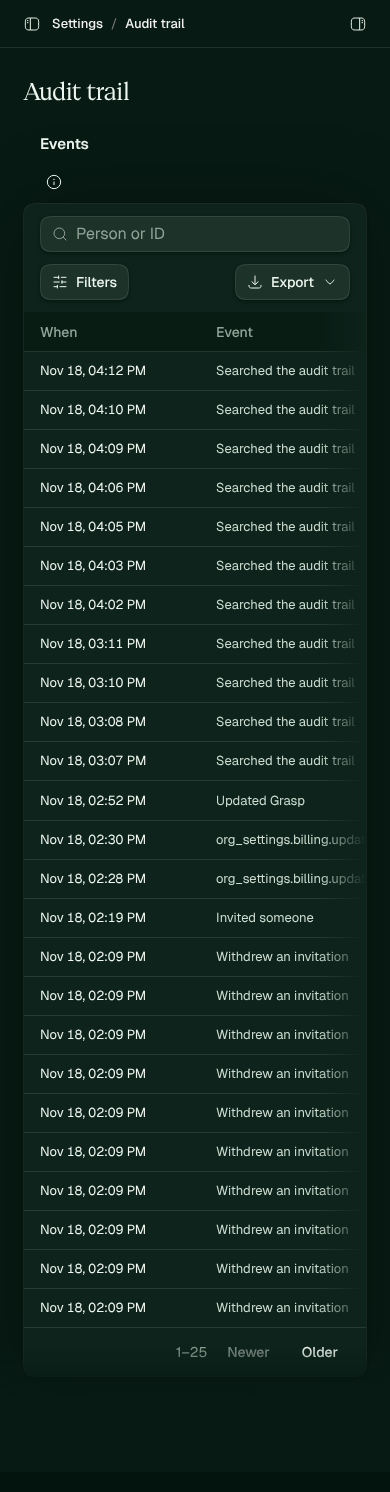 Settings / Audit trail
Audit trail
Events
Person or ID
Filters Export
When Event
Nov 18, 04:12 PM Searched the audit trail
Nov 18, 04:10 PM Searched the audit trail
Nov 18, 04:09 PM Searched the audit trail
Nov 18, 04:06 PM Searched the audit trail
Nov 18, 04:05 PM Searched the audit trail
Nov 18, 04:03 PM Searched the audit trail
Nov 18, 04:02 PM Searched the audit trail
Nov 18, 03:11 PM Searched the audit trail
Nov 18, 03:10 PM Searched the audit trail
Nov 18, 03:08 PM Searched the audit trail
Nov 18, 03:07 PM Searched the audit trail
Nov 18, 02:52 PM Updated Grasp
Nov 18, 02:30 PM org_settings.billing.updat
Nov 18, 02:28 PM org_settings.billing.updat
Nov 18, 02:19 PM Invited someone
Nov 18, 02:09 PM Withdrew an invitation
Nov 18, 02:09 PM Withdrew an invitation
Nov 18, 02:09 PM Withdrew an invitation
Nov 18, 02:09 PM Withdrew an invitation
Nov 18, 02:09 PM Withdrew an invitation
Nov 18, 02:09 PM Withdrew an invitation
Nov 18, 02:09 PM Withdrew an invitation
Nov 18, 02:09 PM Withdrew an invitation
Nov 18, 02:09 PM Withdrew an invitation
Nov 18, 02:09 PM Withdrew an invitation
1–25 Newer Older